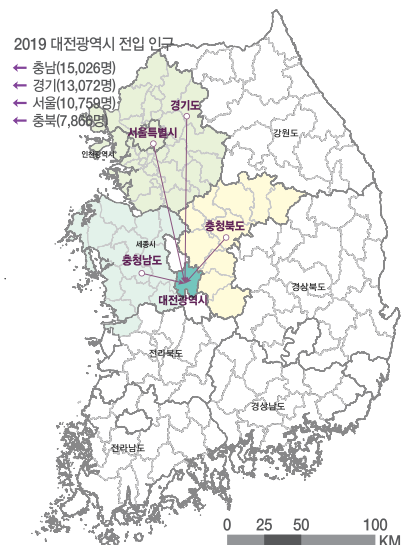 2019 대전광역시 전입 인구
← 충남(15,026명)
← 경기(13,072명)
← 서울(10,759명)
← 충북(7,868명)
경기도
서울특별시
강원도
인천광역시
충청북도
세종시
충청남도
경상북도
대전광역시
전라북도
경상남도
전라남도
0 25 50 100
KM